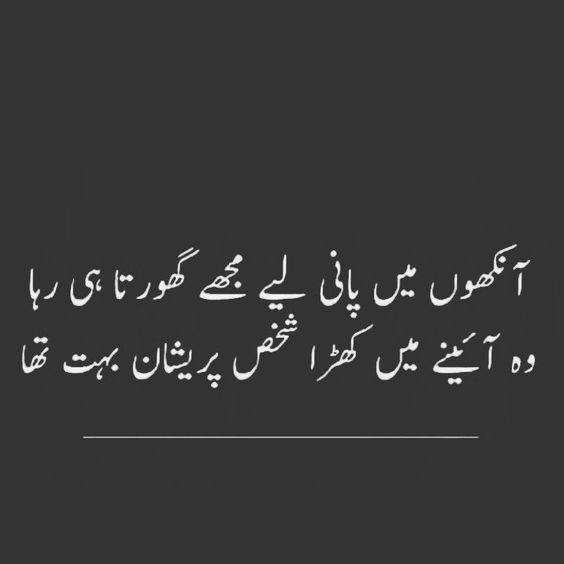 آنکھوں میں پانی لیے مجھے گھورتا ہی رہا
وہ آئینے میں کھڑا شخص پریشان بہت تھا